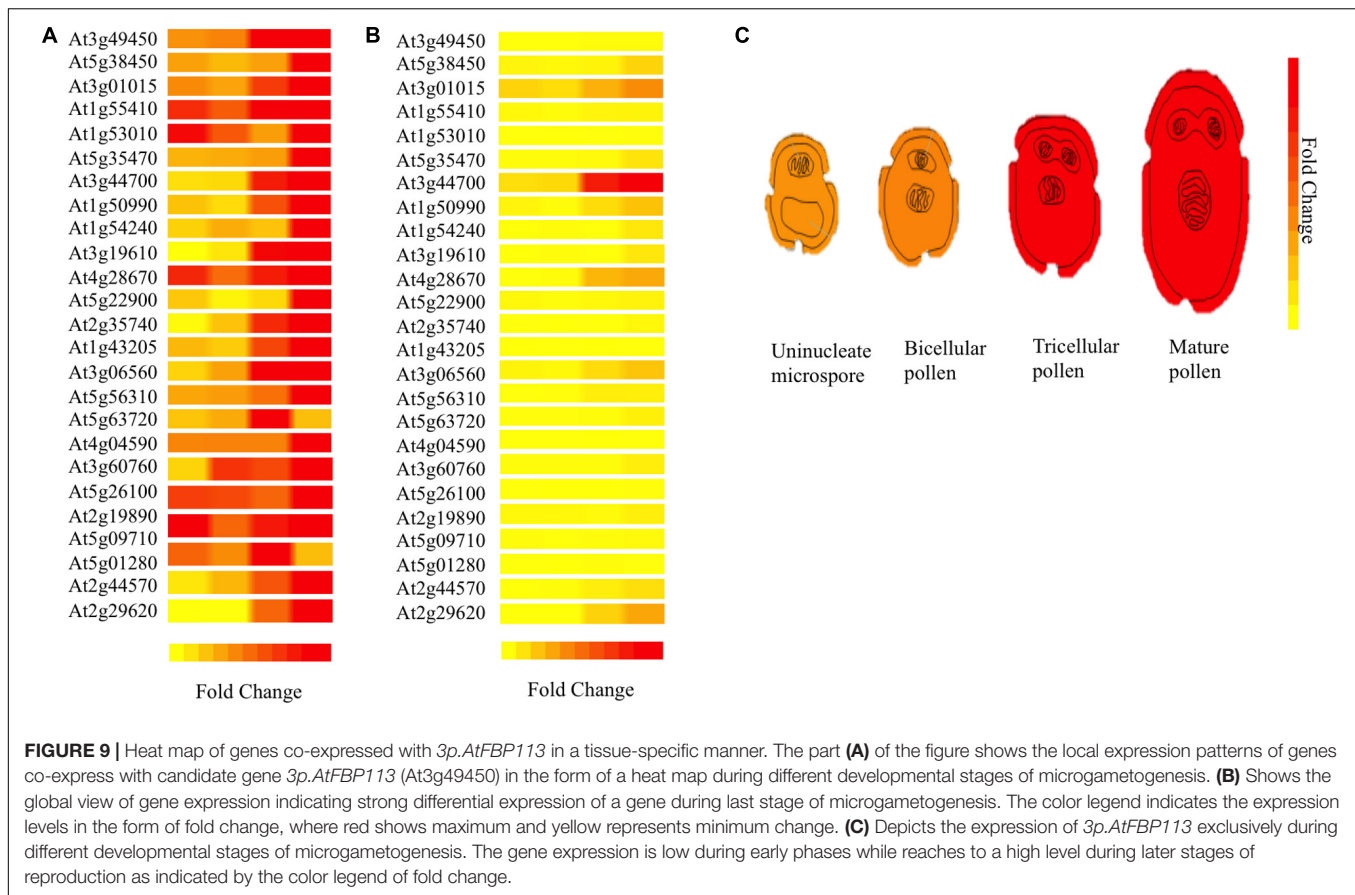 A
At3g49450
At5g38450
At3g01015
At1g55410
At1g53010
At5g35470
At3g44700
At1g50990
At1g54240
At3g19610
At4g28670
At5g22900
At2g35740
At1g43205
At3g06560
At5g56310
At5g63720
At4g04590
At3g60760
At5g26100
At2g19890
At5g09710
At5g01280
At2g44570
At2g29620
Fold Change
B
At3g49450
At5g38450
At3g01015
At1g55410
At1g53010
At5g35470
At3g44700
At1g50990
At1g54240
At3g19610
At4g28670
At5g22900
At2g35740
At1g43205
At3g06560
At5g56310
At5g63720
At4g04590
At3g60760
At5g26100
At2g19890
At5g09710
At5g01280
At2g44570
At2g29620
Fold Change
C
Uninucleate
microspore
Bicellular
pollen
Tricellular
pollen
Mature
pollen
Fold Change
FIGURE 9 | Heat map of genes co-expressed with 3p.AtFBP113 in a tissue-specific manner. The part (A) of the figure shows the local expression patterns of genes
co-express with candidate gene 3p.AtFBP113 (At3g49450) in the form of a heat map during different developmental stages of microgametogenesis. (B) Shows the
global view of gene expression indicating strong differential expression of a gene during last stage of microgametogenesis. The color legend indicates the expression
levels in the form of fold change, where red shows maximum and yellow represents minimum change. (C) Depicts the expression of 3p.AtFBP113 exclusively during
different developmental stages of microgametogenesis. The gene expression is low during early phases while reaches to a high level during later stages of
reproduction as indicated by the color legend of fold change.